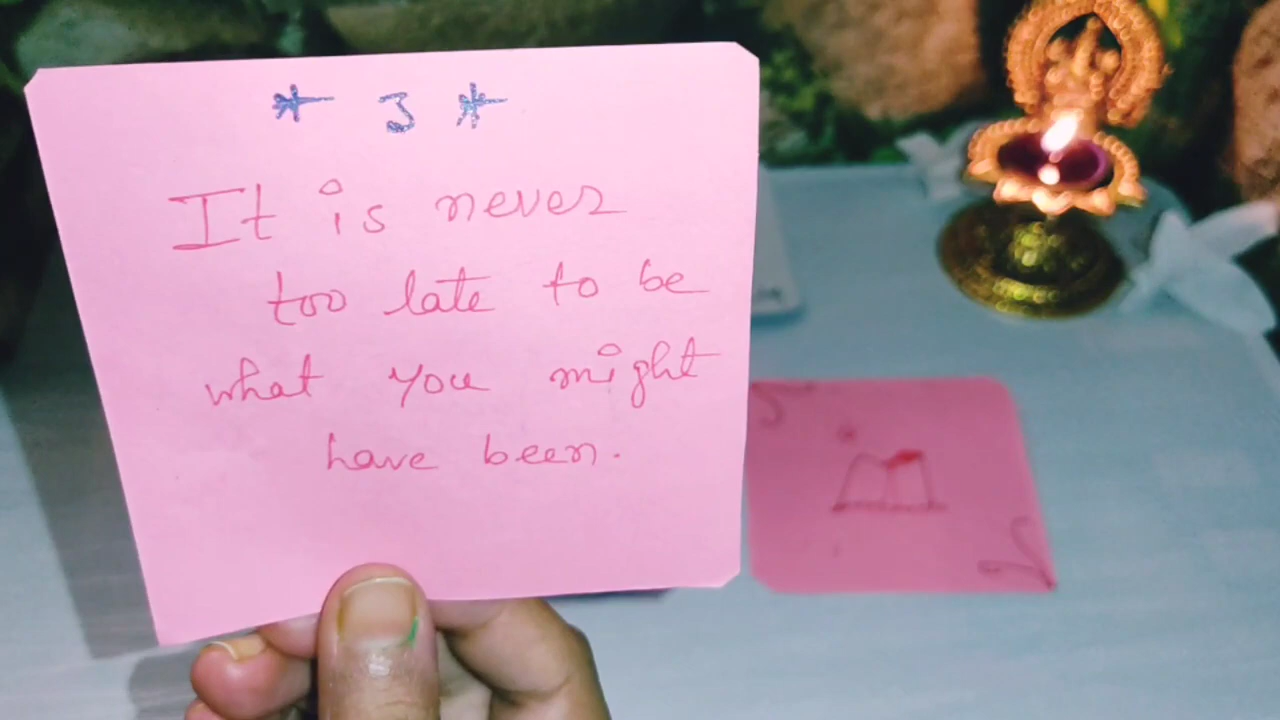 * 3 *
It is never
too late to be
what you might
have been.